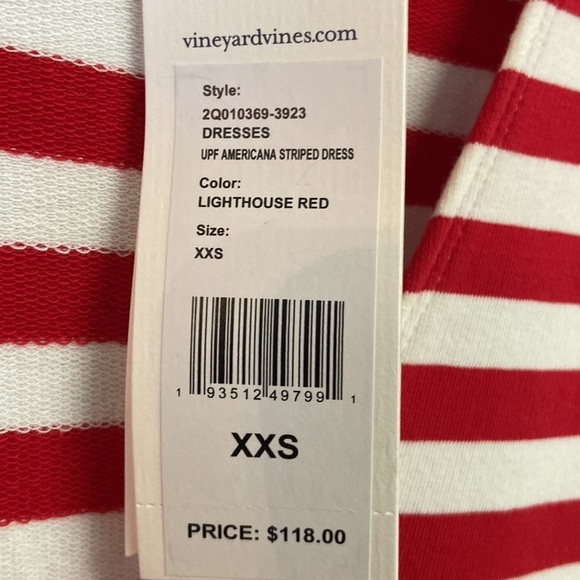 vineyardvines.com
Style:
2Q010369-3923
DRESSES
UPF AMERICANA STRIPED DRESS
Color:
LIGHTHOUSE RED
Size:
XXS
1 93512 49799 1
XXS
PRICE: $118.00